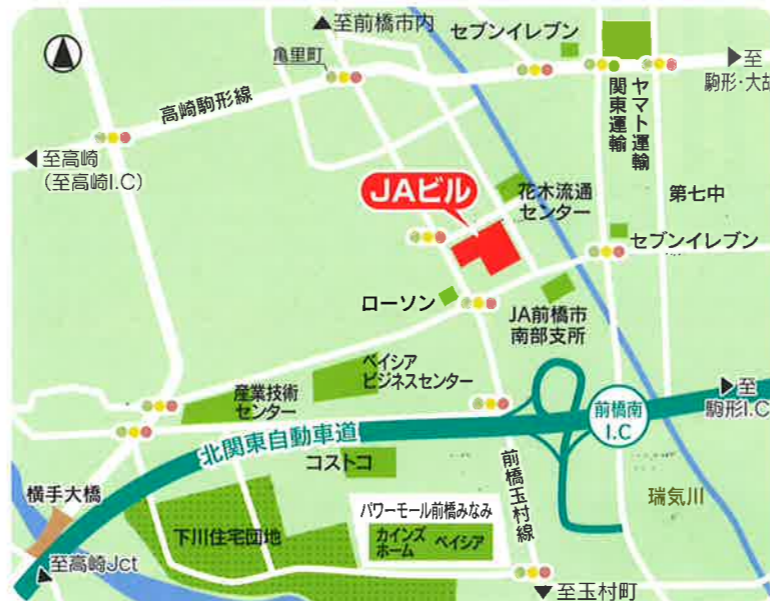 ▲至前橋市内
セブンイレブン
亀里町
▶至
駒形・大胡
高崎駒形線
関東運輸
ヤマト運輸
◀至高崎
(至高崎I.C)
JAビル
花木流通
センター
第七中
セブンイレブン
ローソン
JA前橋市
南部支所
ベイシア
ビジネスセンター
産業技術
センター
▶至
駒形I.C
前橋南
I.C
北関東自動車道
コストコ
前橋玉村線
横手大橋
瑞気川
パワーモール前橋みなみ
下川住宅団地
カインズ
ホーム
ベイシア
▲至高崎Jct
▼至玉村町